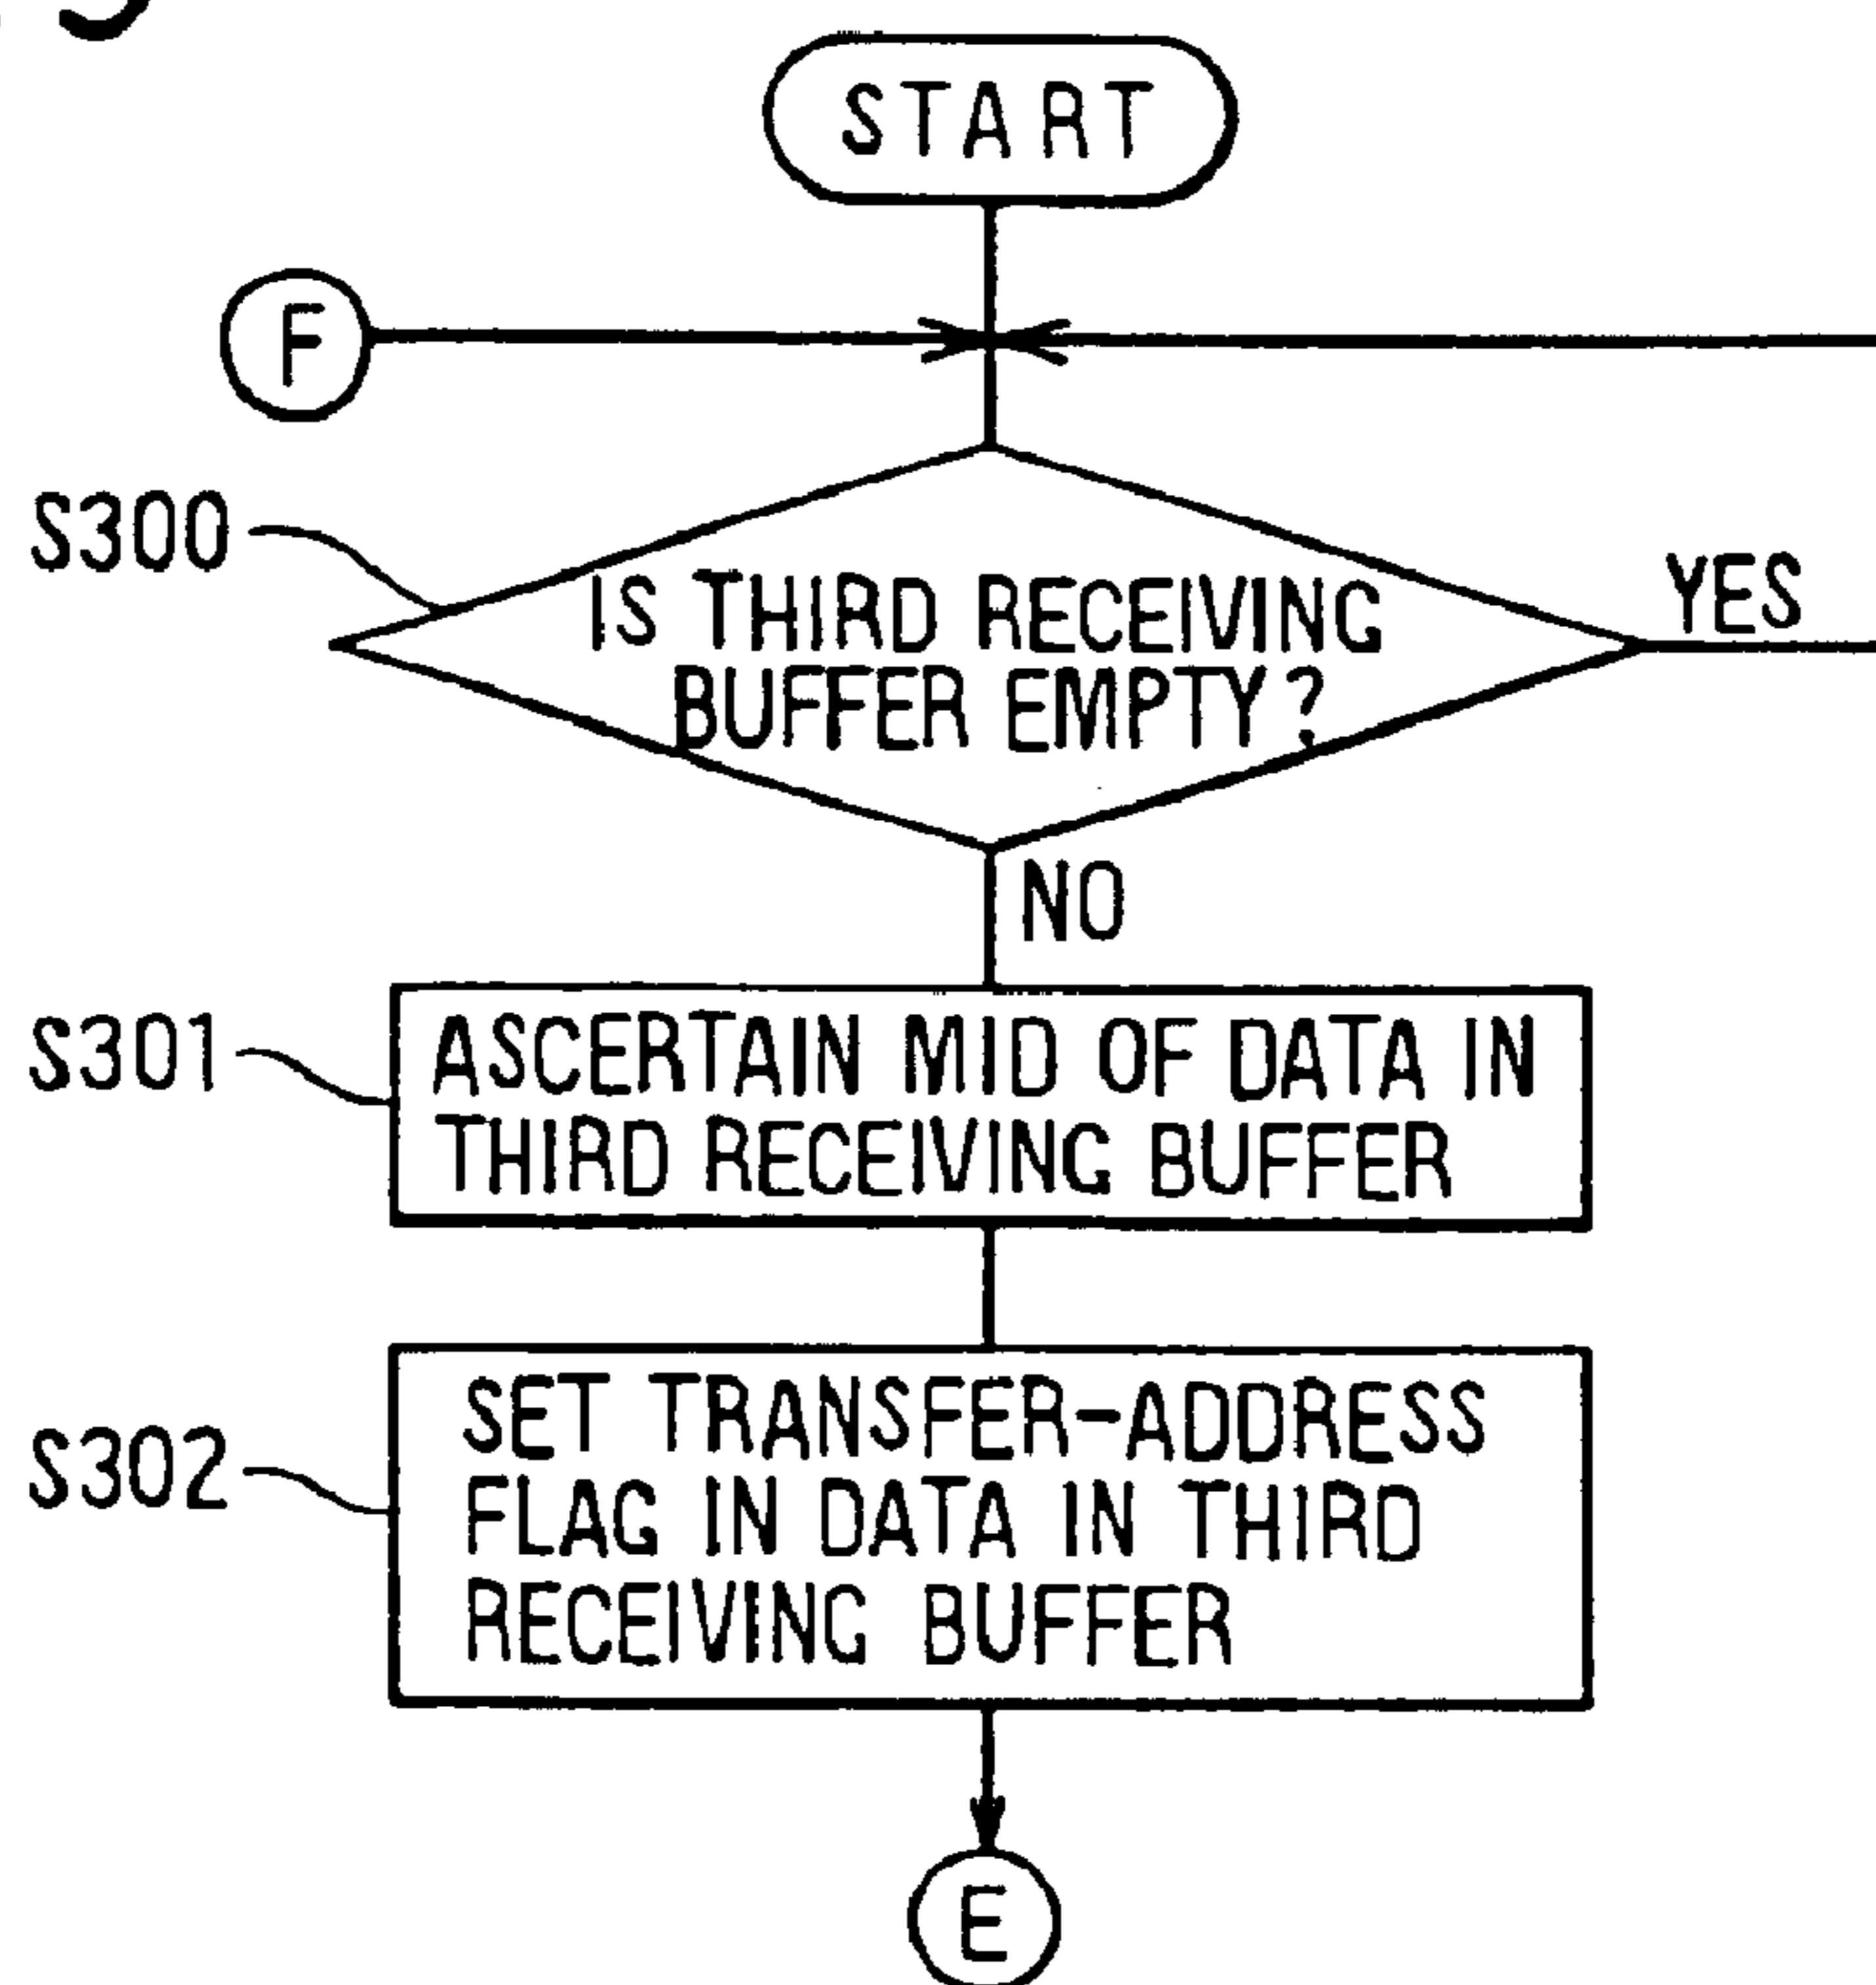 START
F
S300
IS THIRD RECEIVING
BUFFER EMPTY?
YES
NO
S301
ASCERTAIN MID OF DATA IN
THIRD RECEIVING BUFFER
S302
SET TRANSFER-ADDRESS
FLAG IN DATA IN THIRD
RECEIVING BUFFER
E